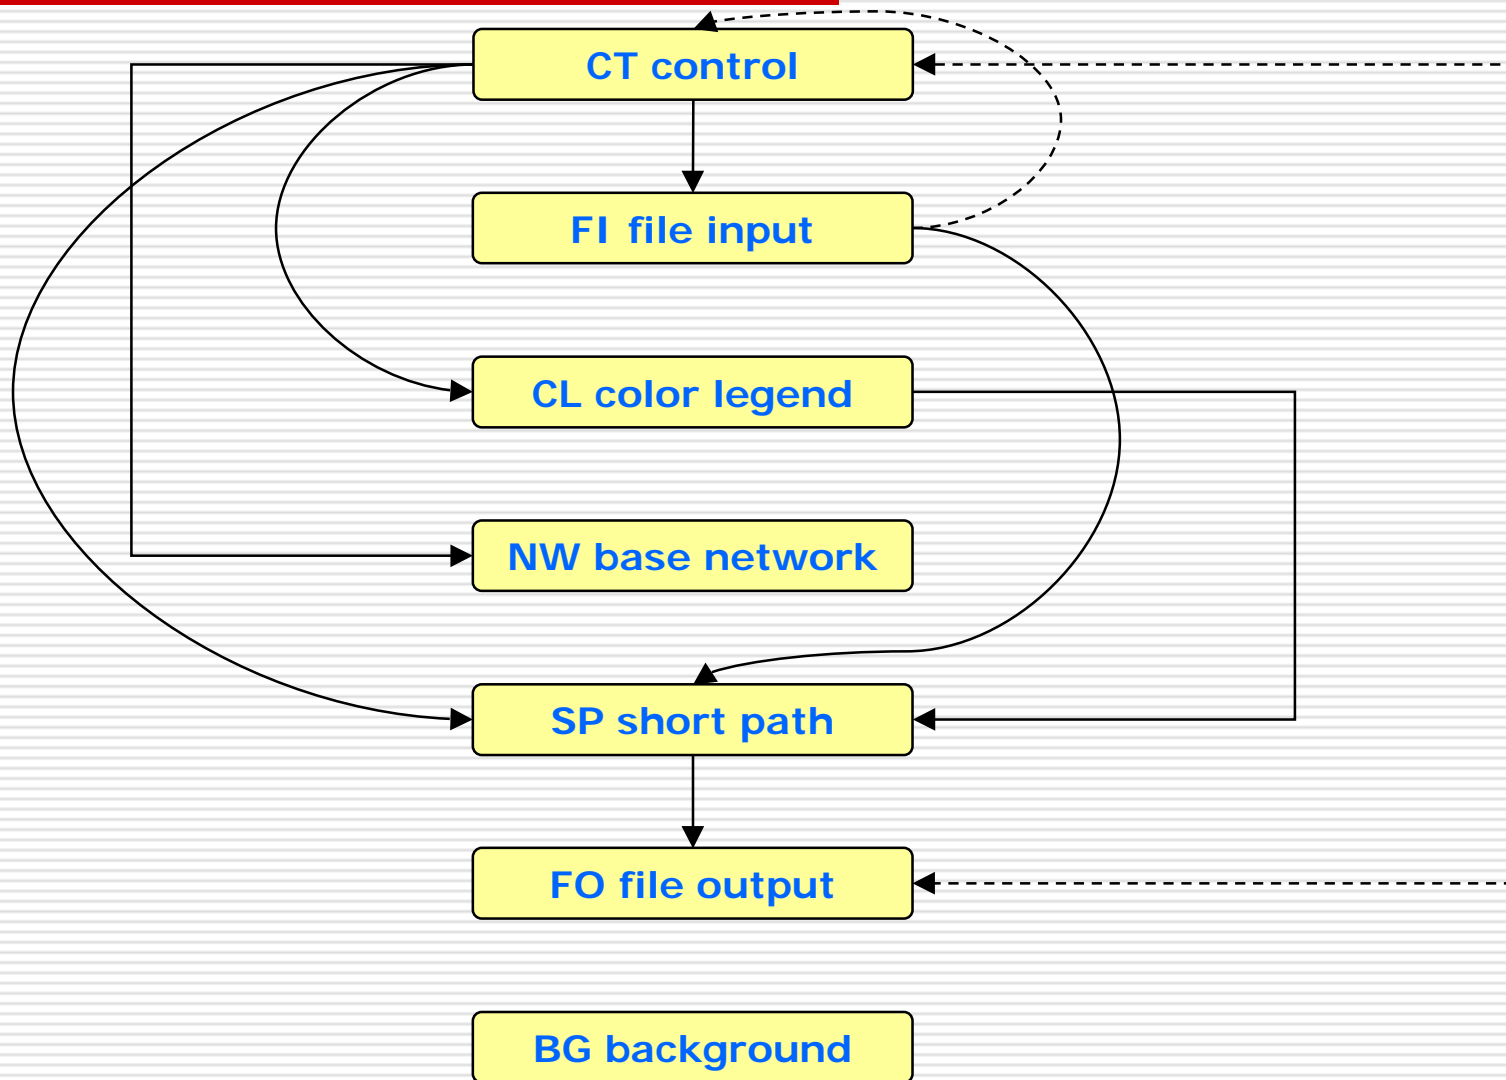 CT control
FI file input
CL color legend
NW base network
SP short path
FO file output
BG background